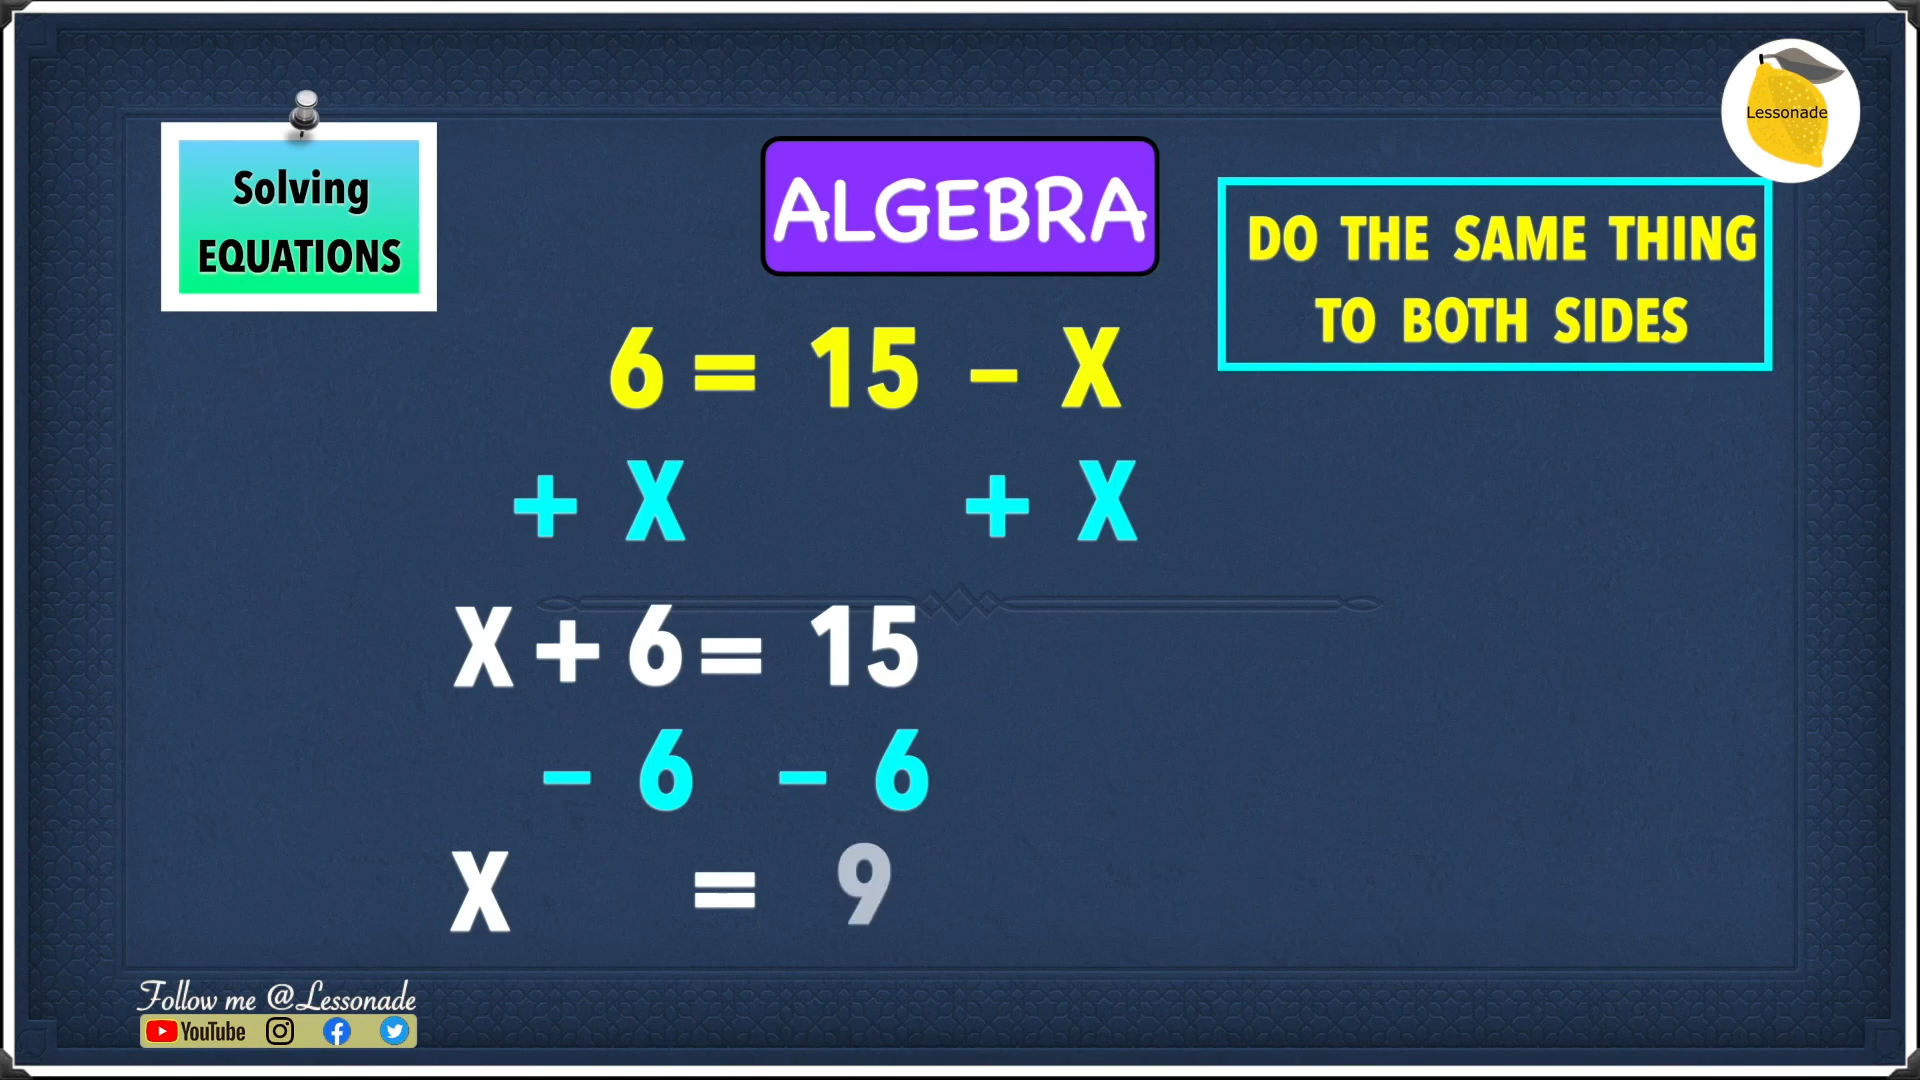 Solving
EQUATIONS
ALGEBRA
Lessonade
DO THE SAME THING
TO BOTH SIDES
6 = 15 – X
+ X + X
X + 6 = 15
– 6 – 6
X = 9
Follow me @Lessonade
YouTube